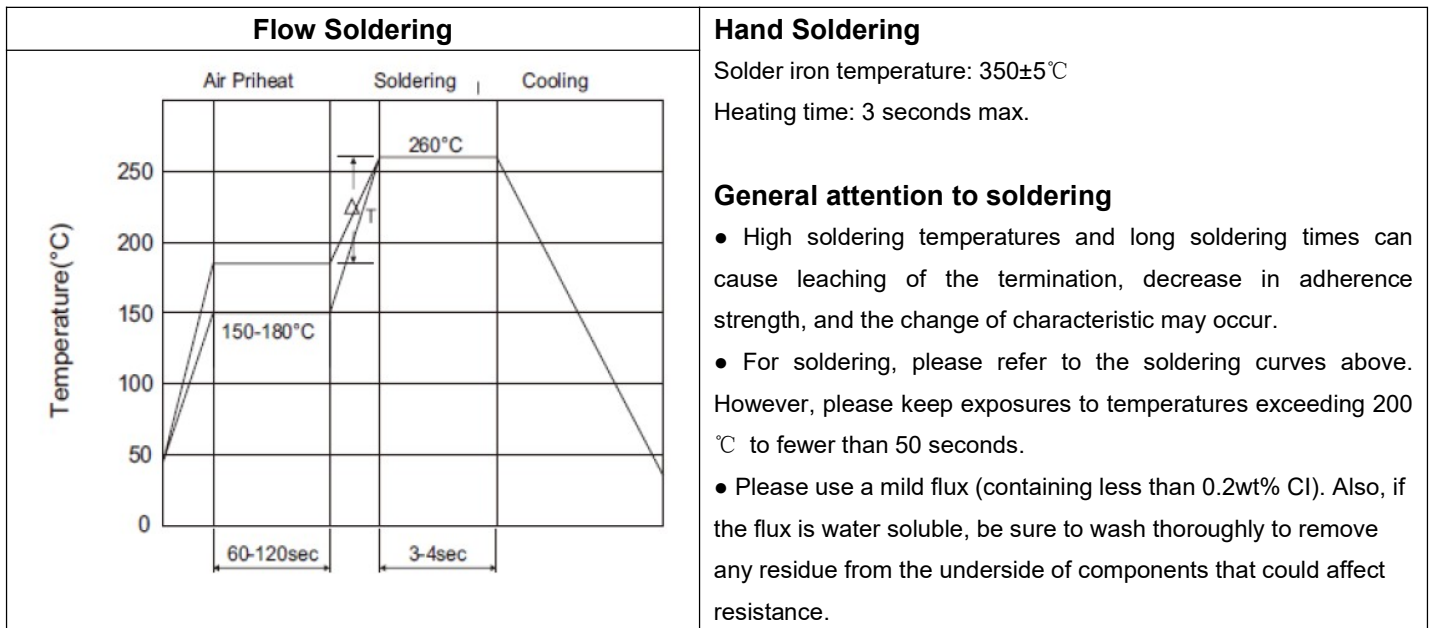 Flow Soldering
Air Priheat Soldering Cooling
Temperature(°C)
250
200
150
100
50
0
260°C
△T
150-180°C
60-120sec
3-4sec
Hand Soldering
Solder iron temperature: 350±5℃
Heating time: 3 seconds max.
General attention to soldering
● High soldering temperatures and long soldering times can
cause leaching of the termination, decrease in adherence
strength, and the change of characteristic may occur.
● For soldering, please refer to the soldering curves above.
However, please keep exposures to temperatures exceeding 200
℃ to fewer than 50 seconds.
● Please use a mild flux (containing less than 0.2wt% CI). Also, if
the flux is water soluble, be sure to wash thoroughly to remove
any residue from the underside of components that could affect
resistance.